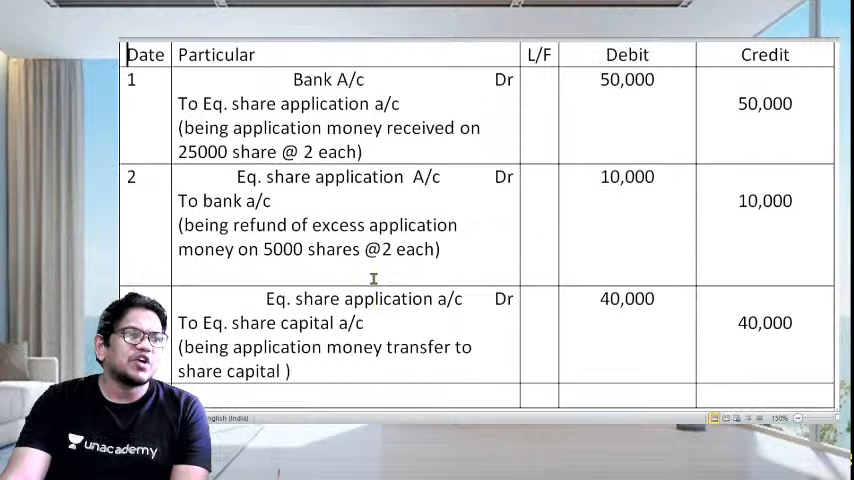 Date Particular L/F Debit Credit
1 Bank A/c Dr 50,000
To Eq. share application a/c 50,000
(being application money received on
25000 share @ 2 each)
2 Eq. share application A/c Dr 10,000
To bank a/c 10,000
(being refund of excess application
money on 5000 shares @2 each)
Eq. share application a/c Dr 40,000
To Eq. share capital a/c 40,000
(being application money transfer to
share capital )
English (India) 150%
unacademy